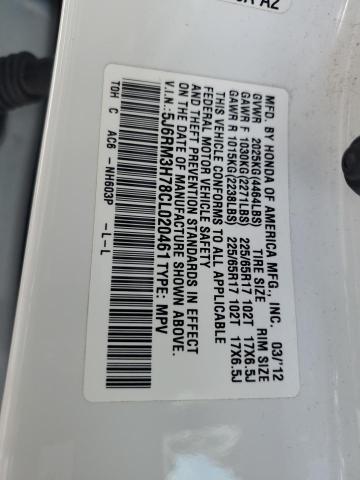 MFD. BY HONDA OF AMERICA MFG., INC. 03/'12
GVWR 2025KG(4464LBS) TIRE SIZE RIM SIZE
GAWR F 1030KG(2271LBS) 225/65R17 102T 17X6.5J
GAWR R 1015KG(2238LBS) 225/65R17 102T 17X6.5J
THIS VEHICLE CONFORMS TO ALL APPLICABLE
FEDERAL MOTOR VEHICLE SAFETY
AND THEFT PREVENTION STANDARDS IN EFFECT
ON THE DATE OF MANUFACTURE SHOWN ABOVE.
V.I.N.:5J6RM3H78CL020461 TYPE: MPV
TOH C AC6 -NH603P -L-L